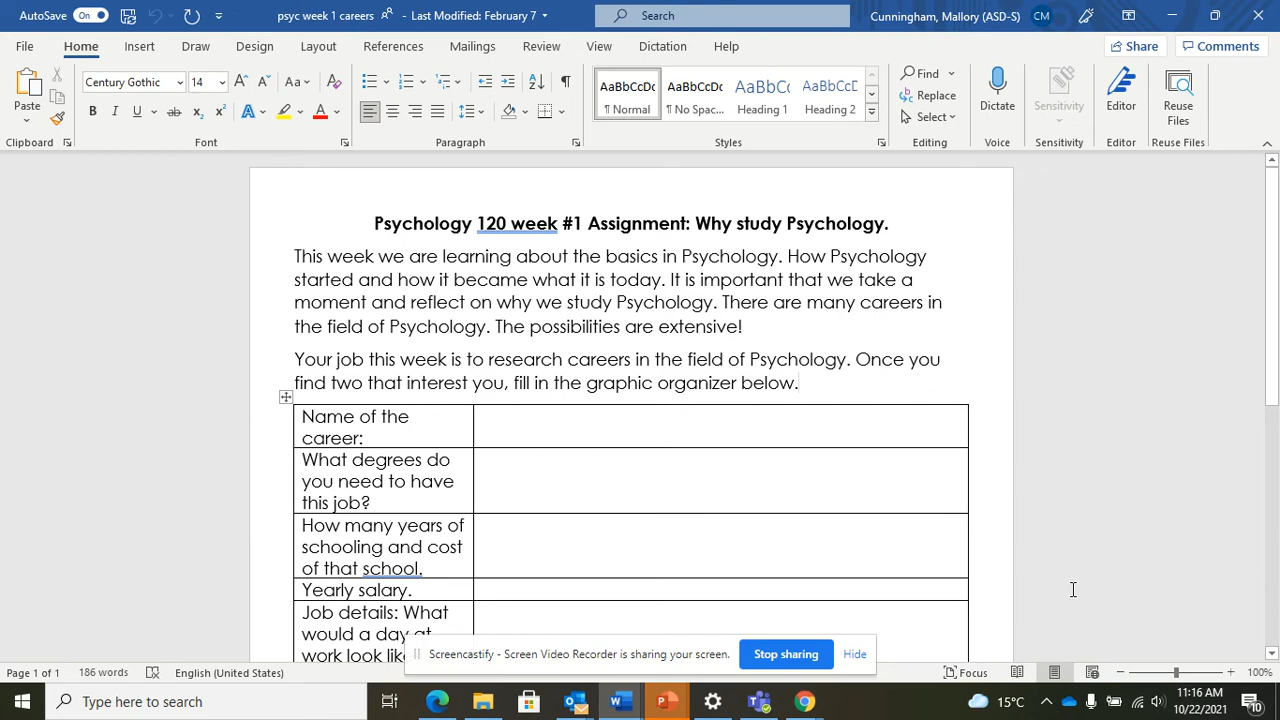 AutoSave On psyc week 1 careers - Last Modified: February 7 Search Cunningham, Mallory (ASD-S) CM
File Home Insert Draw Design Layout References Mailings Review View Dictation Help Share Comments
Century Gothic 14 Aa AaBbCcDc AaBbCcDc AaBbCc AaBbCcD Find
Paste Replace Dictate Sensitivity Editor Reuse Files
B I U ab x₂ x² A A ¶ Normal ¶ No Spac... Heading 1 Heading 2 Select
Clipboard Font Paragraph Styles Editing Voice Sensitivity Editor Reuse Files
Psychology 120 week #1 Assignment: Why study Psychology.
This week we are learning about the basics in Psychology. How Psychology
started and how it became what it is today. It is important that we take a
moment and reflect on why we study Psychology. There are many careers in
the field of Psychology. The possibilities are extensive!
Your job this week is to research careers in the field of Psychology. Once you
find two that interest you, fill in the graphic organizer below.
Name of the
career:
What degrees do
you need to have
this job?
How many years of
schooling and cost
of that school.
Yearly salary.
Job details: What
would a day at
work look like
Screencastify - Screen Video Recorder is sharing your screen. Stop sharing Hide
Page 1 of 1 186 words English (United States) Focus 100%
Type here to search 15°C 11:16 AM
10/22/2021 10